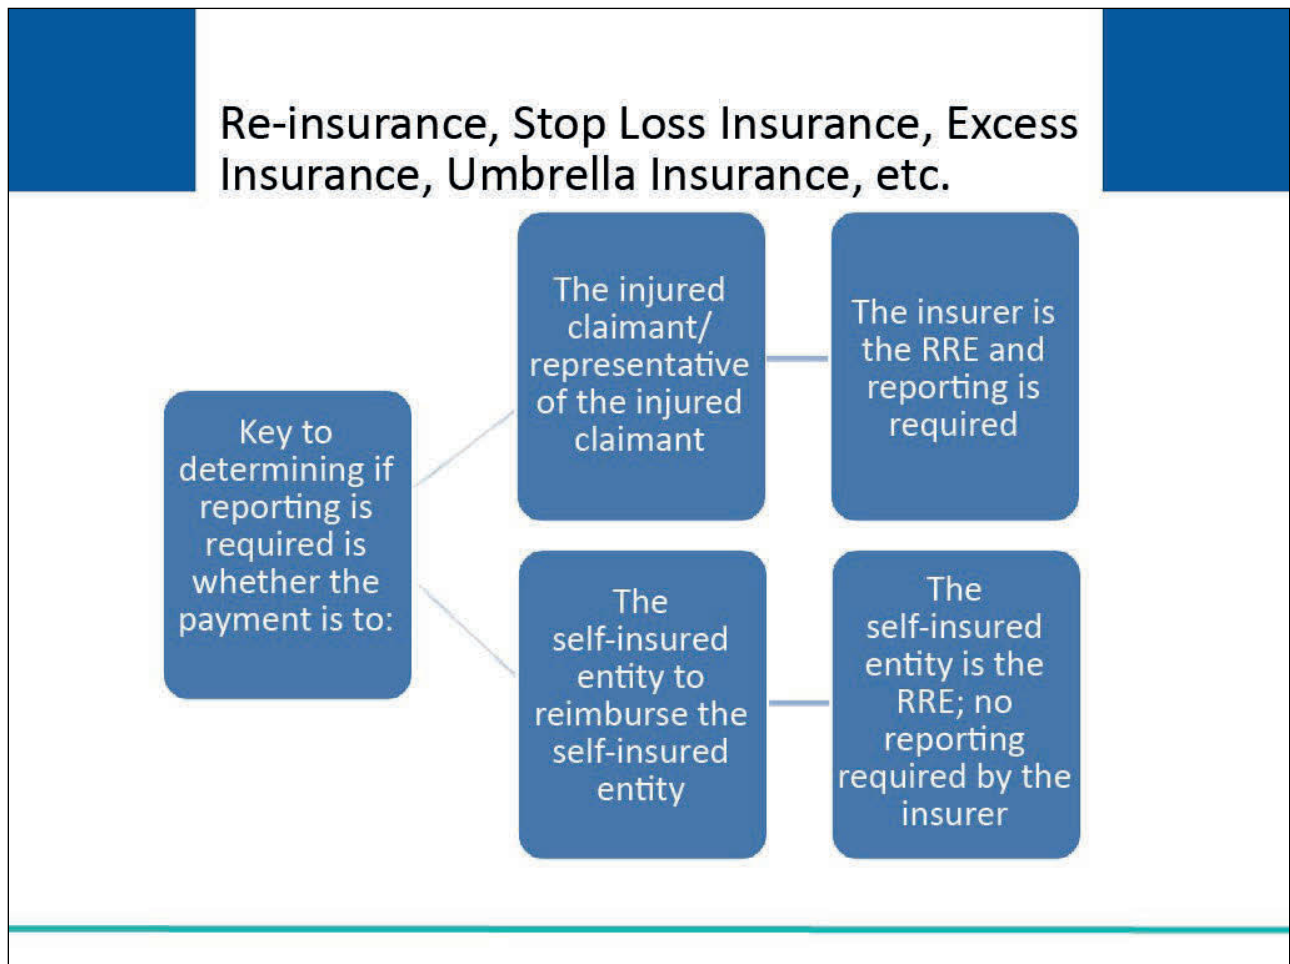 Re-insurance, Stop Loss Insurance, Excess
Insurance, Umbrella Insurance, etc.
Key to
determining if
reporting is
required is
whether the
payment is to:
The injured
claimant/
representative
of the injured
claimant
The insurer is
the RRE and
reporting is
required
The
self-insured
entity to
reimburse the
self-insured
entity
The
self-insured
entity is the
RRE; no
reporting
required by the
insurer